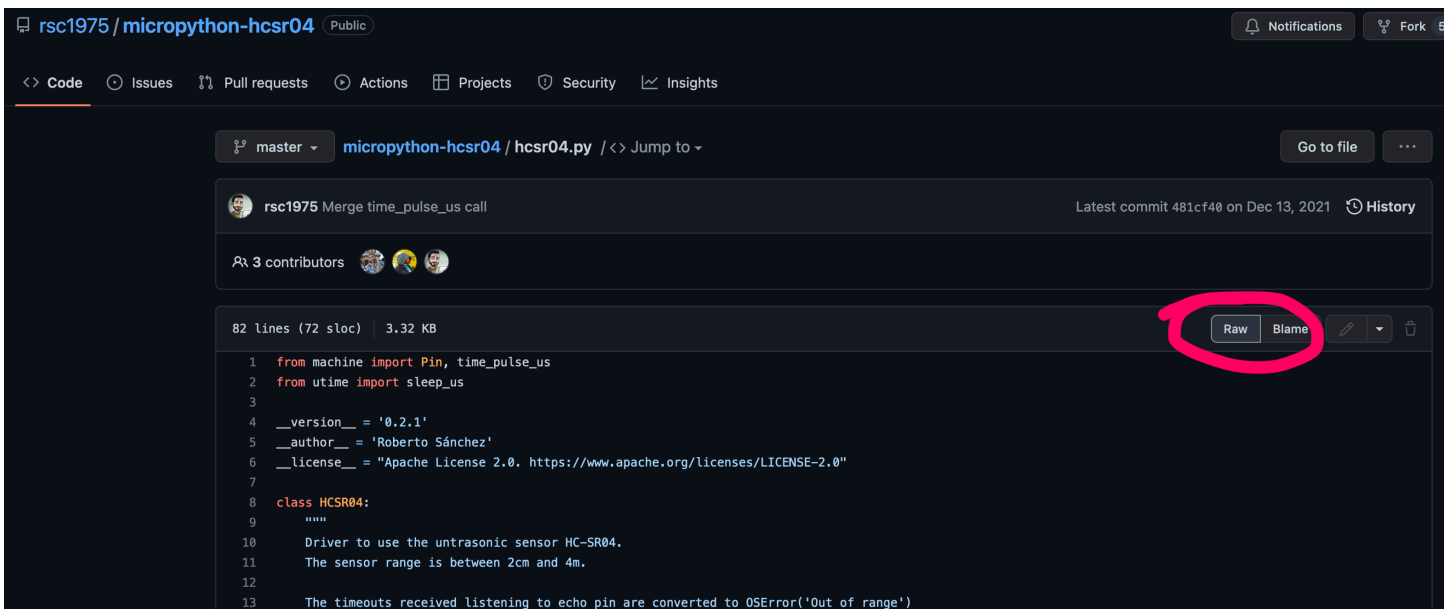 rsc1975 / micropython-hcsr04 Public
Notifications Fork
Code Issues Pull requests Actions Projects Security Insights
master micropython-hcsr04 / hcsr04.py / <> Jump to
Go to file ...
rsc1975 Merge time_pulse_us call
Latest commit 481cf40 on Dec 13, 2021 History
3 contributors
82 lines (72 sloc) 3.32 KB
Raw Blame
1 from machine import Pin, time_pulse_us
2 from utime import sleep_us
3
4 __version__ = '0.2.1'
5 __author__ = 'Roberto Sánchez'
6 __license__ = "Apache License 2.0. https://www.apache.org/licenses/LICENSE-2.0"
7
8 class HCSR04:
9 """
10 Driver to use the untrasonic sensor HC-SR04.
11 The sensor range is between 2cm and 4m.
12
13 The timeouts received listening to echo pin are converted to OSError('Out of range')